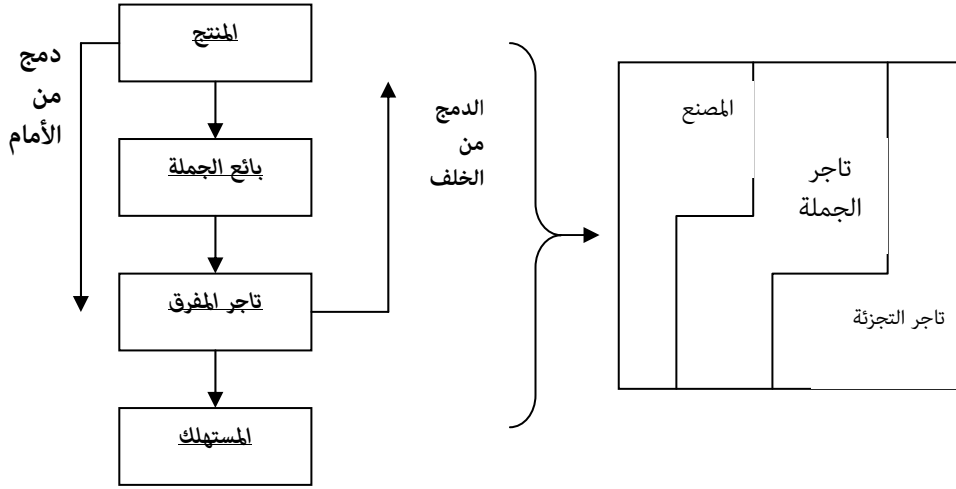 المنتج
دمج
من
الأمام
الدمج
من
الخلف
بائع الجملة
تاجر المفرق
المستهلك
المصنع
تاجر
الجملة
تاجر التجزئة